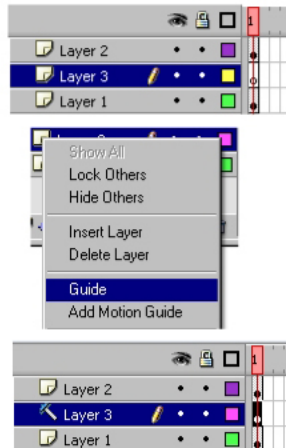 1
Layer 2
Layer 3
Layer 1
Show All
Lock Others
Hide Others
Insert Layer
Delete Layer
Guide
Add Motion Guide
1
Layer 2
Layer 3
Layer 1